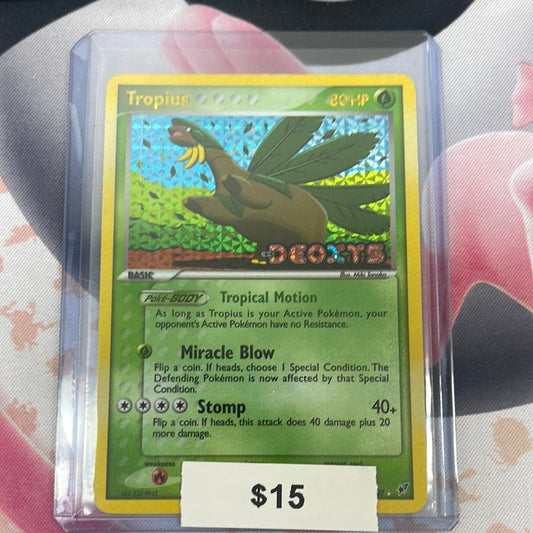 Tropius 80 HP
DEOXYS
BASIC Illus. Miki Tanaka
Poké-BODY Tropical Motion
As long as Tropius is your Active Pokémon, your
opponent's Active Pokémon have no Resistance.
Miracle Blow
Flip a coin. If heads, choose 1 Special Condition. The
Defending Pokémon is now affected by that Special
Condition.
Stomp 40+
Flip a coin. If heads, this attack does 40 damage plus 20
more damage.
weakness
$15